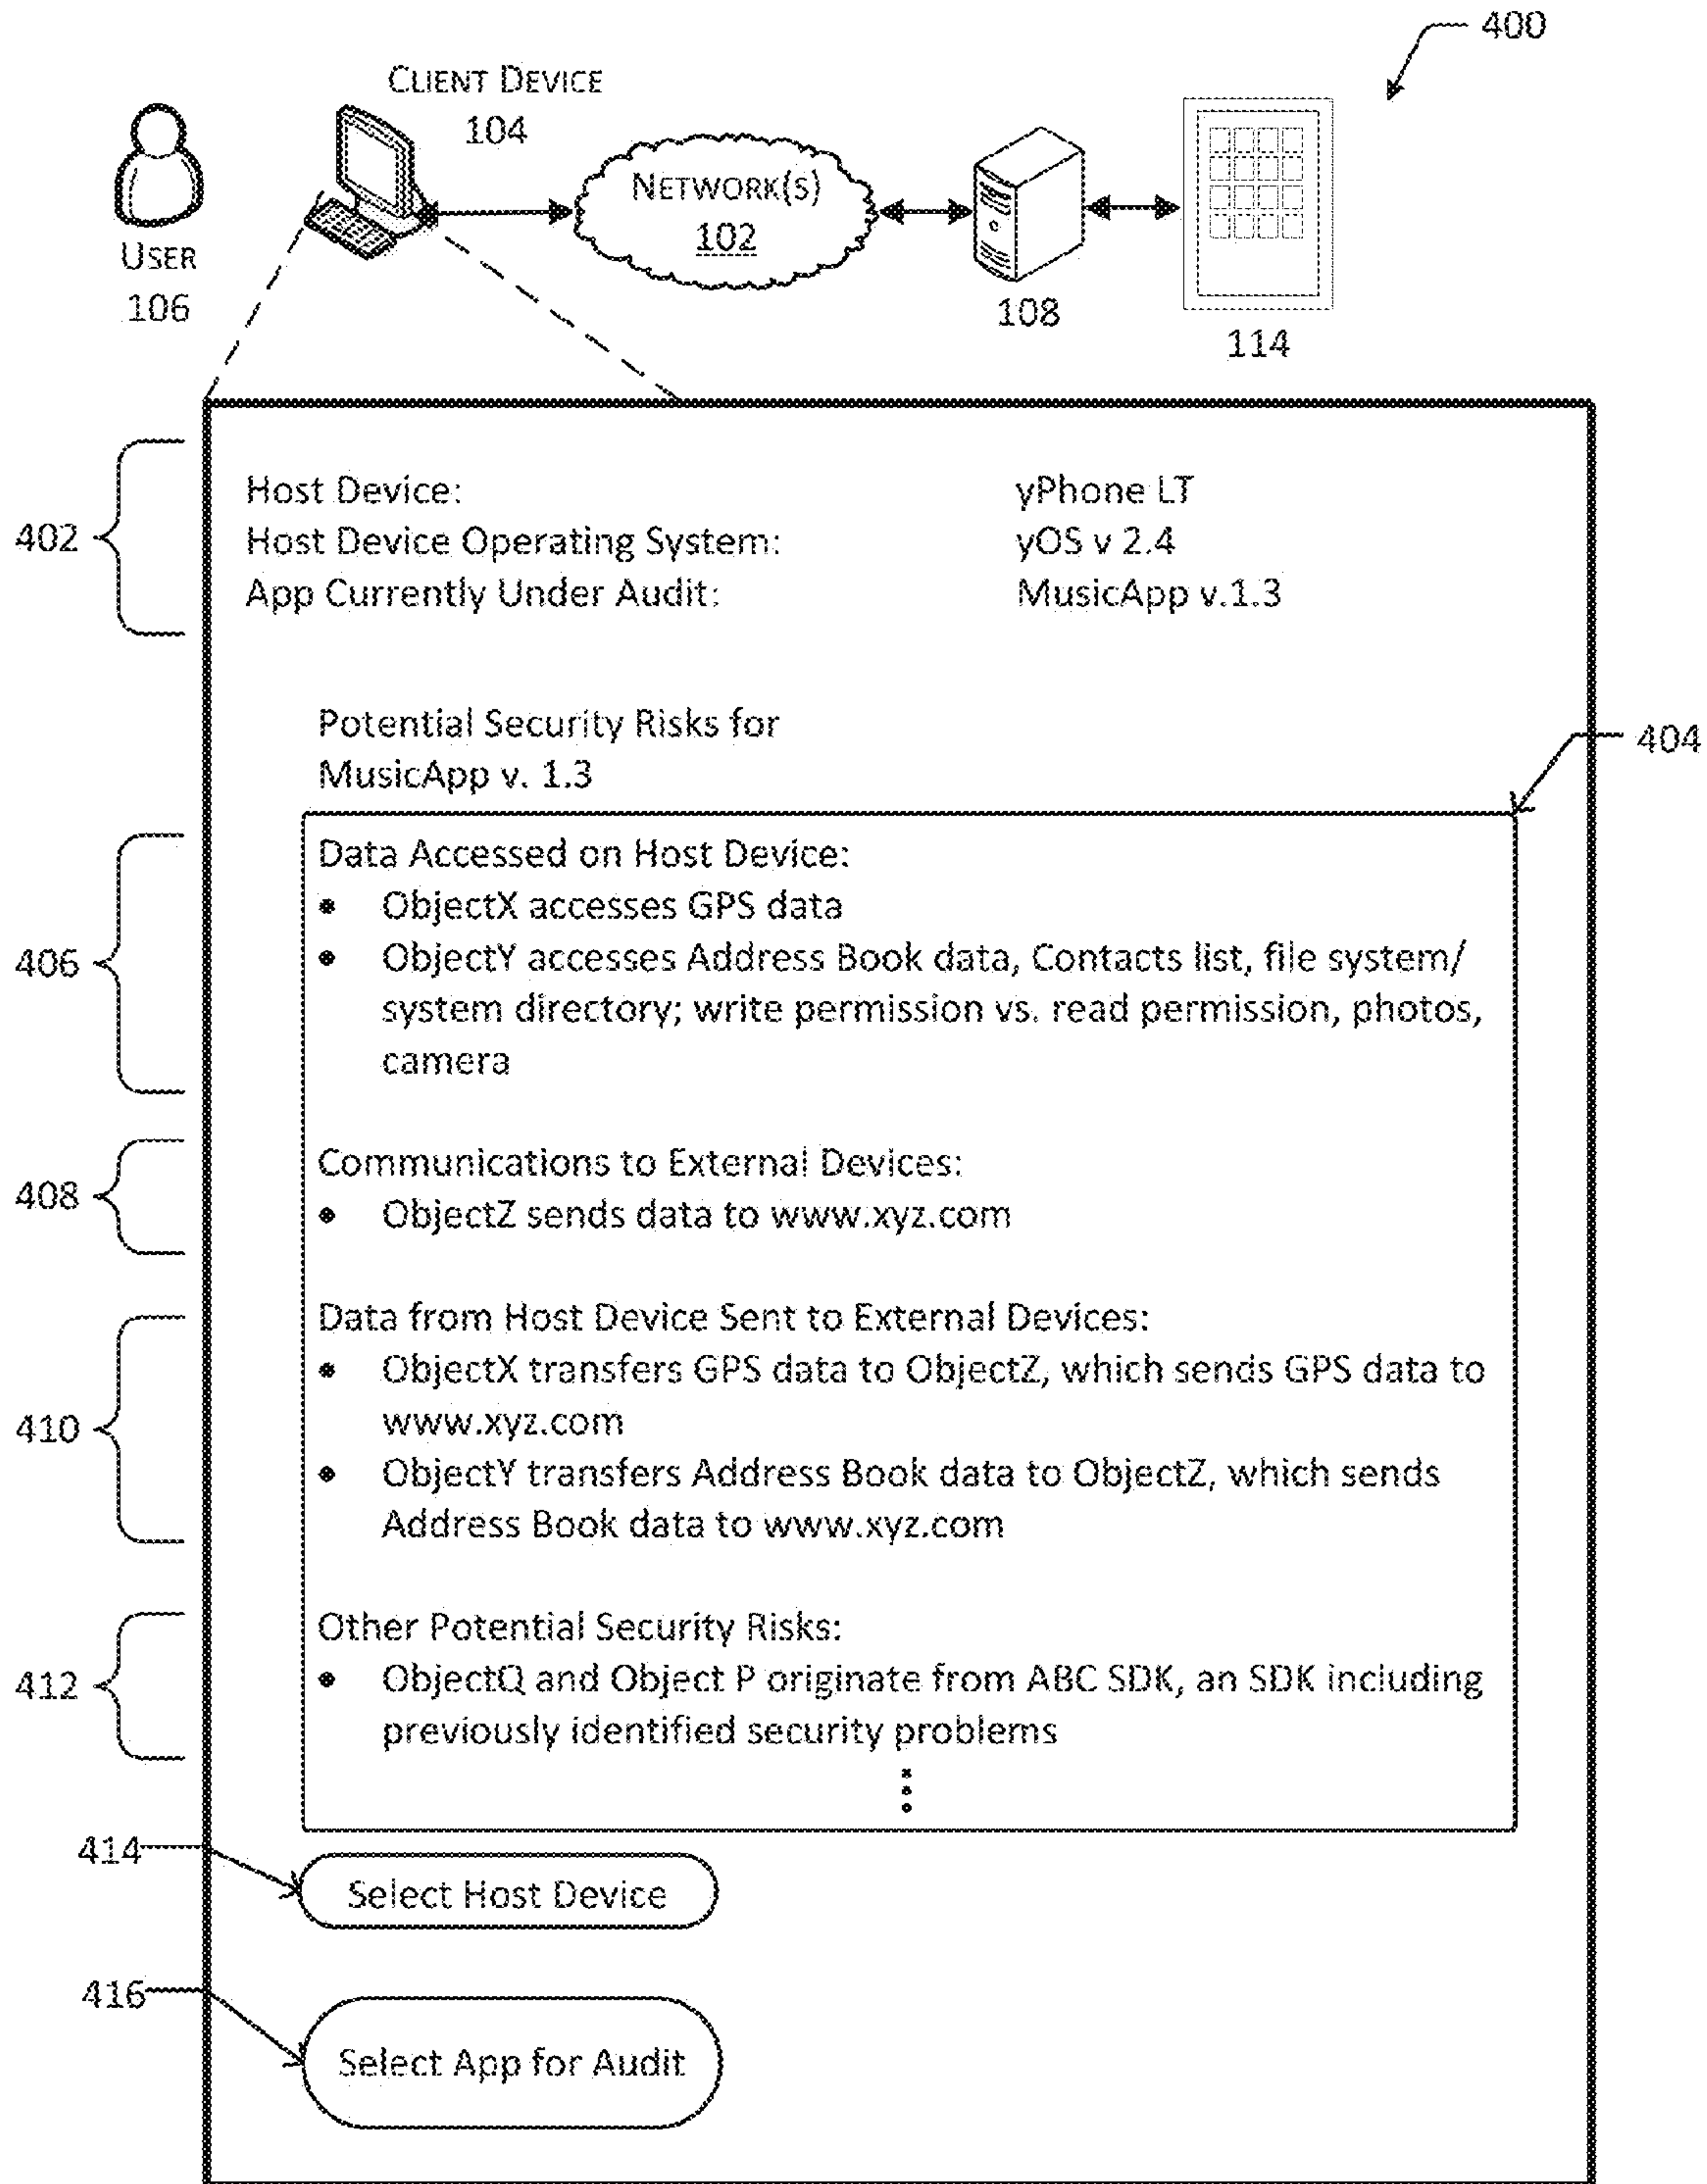 400
CLIENT DEVICE
104
NETWORK(S)
102
USER
106
108
114
402
Host Device: yPhone LT
Host Device Operating System: yOS v 2.4
App Currently Under Audit: MusicApp v.1.3
Potential Security Risks for
MusicApp v. 1.3
404
406
Data Accessed on Host Device:
• ObjectX accesses GPS data
• ObjectY accesses Address Book data, Contacts list, file system/
system directory; write permission vs. read permission, photos,
camera
408
Communications to External Devices:
• ObjectZ sends data to www.xyz.com
410
Data from Host Device Sent to External Devices:
• ObjectX transfers GPS data to ObjectZ, which sends GPS data to
www.xyz.com
• ObjectY transfers Address Book data to ObjectZ, which sends
Address Book data to www.xyz.com
412
Other Potential Security Risks:
• ObjectQ and Object P originate from ABC SDK, an SDK including
previously identified security problems
414
Select Host Device
416
Select App for Audit